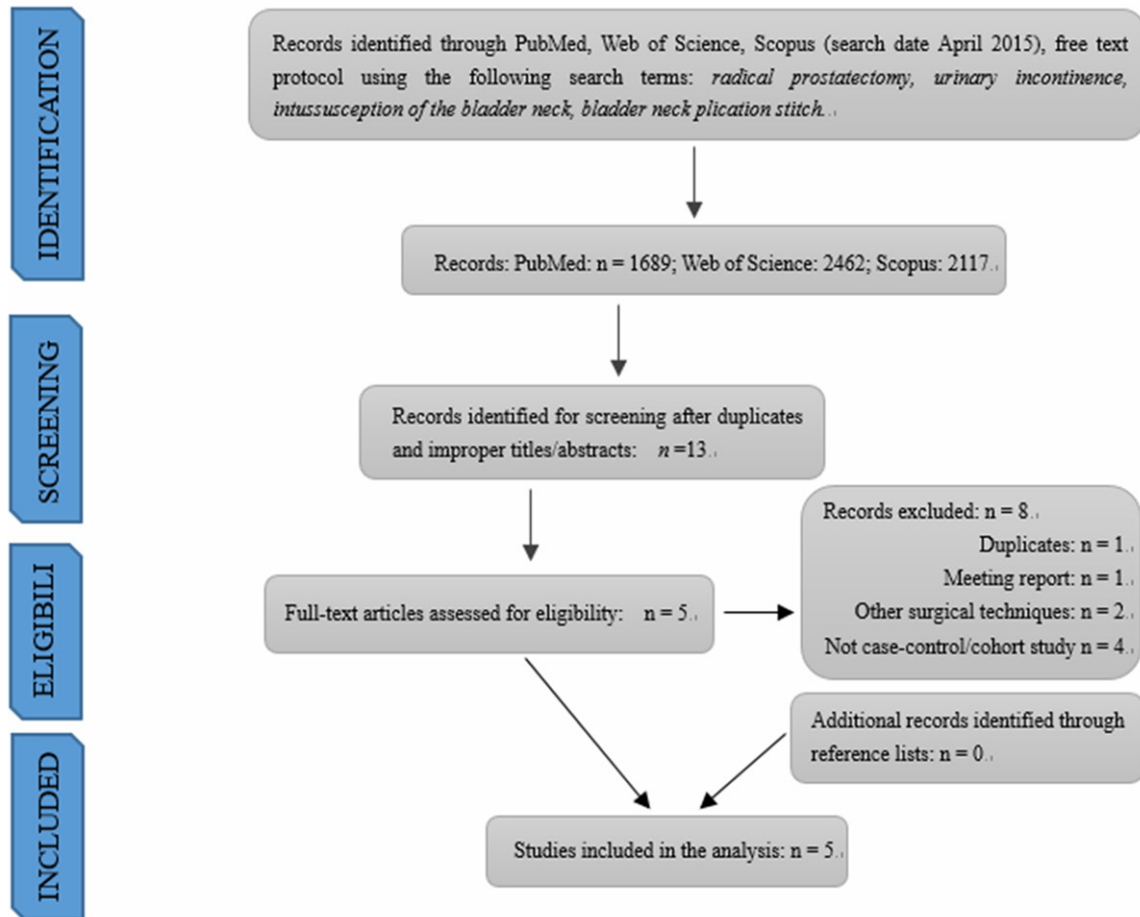 IDENTIFICATION
Records identified through PubMed, Web of Science, Scopus (search date April 2015), free text
protocol using the following search terms: radical prostatectomy, urinary incontinence,
intussusception of the bladder neck, bladder neck plication stitch.
Records: PubMed: n = 1689; Web of Science: 2462; Scopus: 2117.
SCREENING
Records identified for screening after duplicates
and improper titles/abstracts: n =13.
ELIGIBILI
Full-text articles assessed for eligibility: n = 5.
Records excluded: n = 8.
Duplicates: n = 1.
Meeting report: n = 1.
Other surgical techniques: n = 2.
Not case-control/cohort study n = 4.
Additional records identified through
reference lists: n = 0.
INCLUDED
Studies included in the analysis: n = 5.